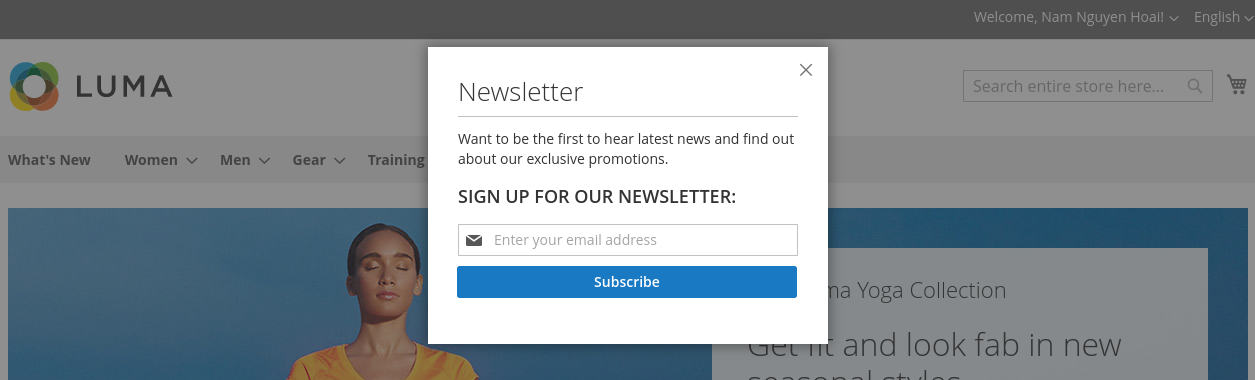 Welcome, Nam Nguyen Hoai! English
LUMA
Search entire store here...
What's New Women Men Gear Training
Newsletter
Want to be the first to hear latest news and find out
about our exclusive promotions.
SIGN UP FOR OUR NEWSLETTER:
Enter your email address
Subscribe
Yoga Collection
Get fit and look fab in new
seasonal styles